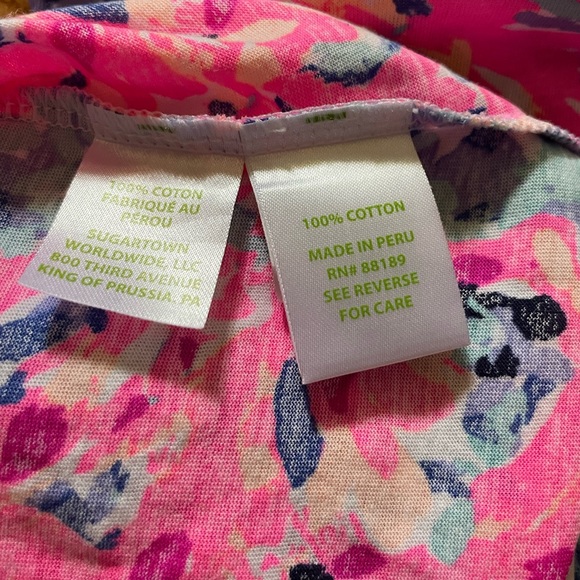 100% COTON
FABRIQUÉ AU
PÉROU
SUGARTOWN
WORLDWIDE, LLC
800 THIRD AVENUE
KING OF PRUSSIA, PA
100% COTTON
MADE IN PERU
RN# 88189
SEE REVERSE
FOR CARE